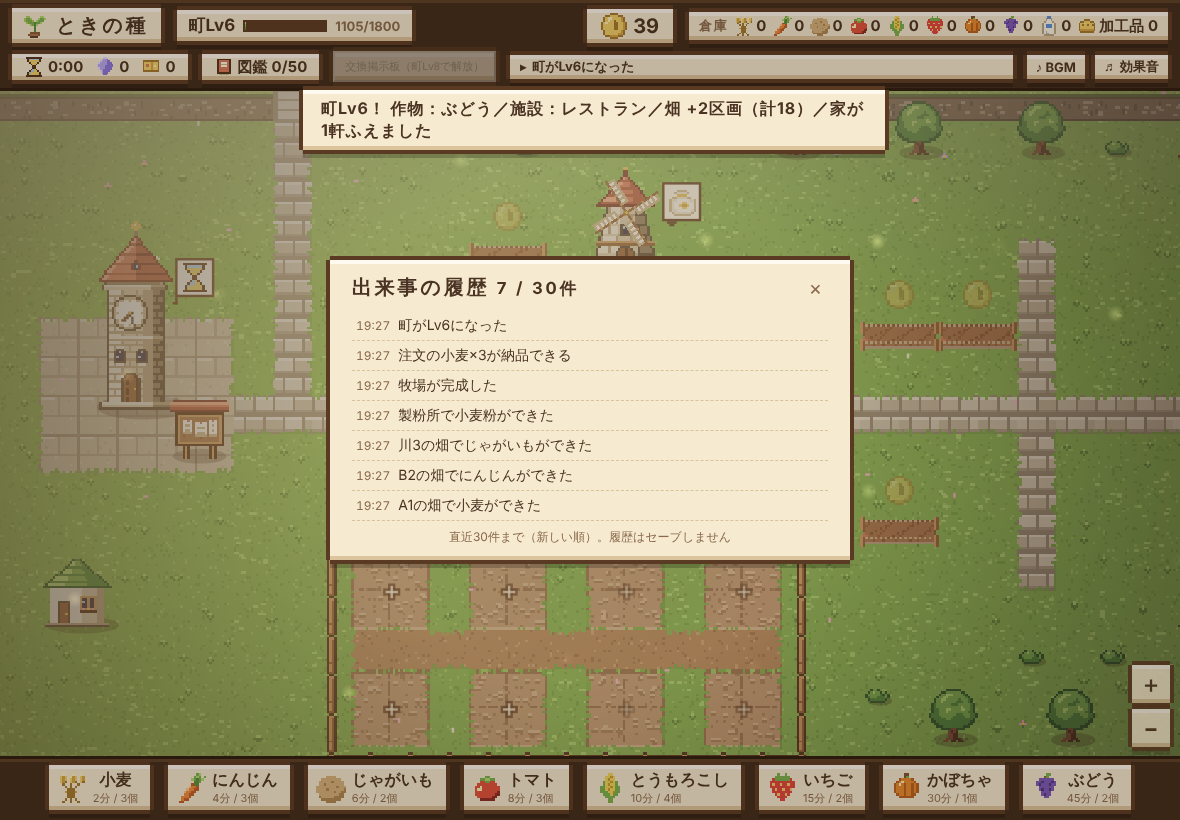 ときの種
町Lv6 1105/1800
39
倉庫 0 0 0 0 0 0 0 0 0 加工品 0
0:00 0 0
図鑑 0/50
交換掲示板（町Lv8で解放）
▸ 町がLv6になった
♪ BGM
♬ 効果音
町Lv6！ 作物：ぶどう／施設：レストラン／畑 +2区画（計18）／家が
1軒ふえました
出来事の履歴 7 / 30件
×
19:27 町がLv6になった
19:27 注文の小麦×3が納品できる
19:27 牧場が完成した
19:27 製粉所で小麦粉ができた
19:27 川3の畑でじゃがいもができた
19:27 B2の畑でにんじんができた
19:27 A1の畑で小麦ができた
直近30件まで（新しい順）。履歴はセーブしません
+
−
小麦
2分 / 3個
にんじん
4分 / 3個
じゃがいも
6分 / 2個
トマト
8分 / 3個
とうもろこし
10分 / 4個
いちご
15分 / 2個
かぼちゃ
30分 / 1個
ぶどう
45分 / 2個